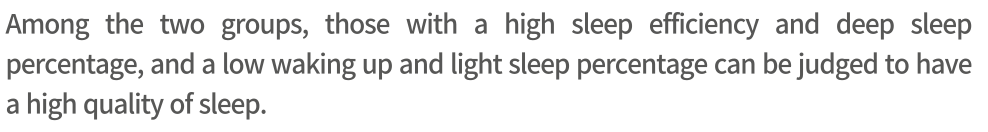 Among the two groups, those with a high sleep efficiency and deep sleep
percentage, and a low waking up and light sleep percentage can be judged to have
a high quality of sleep.